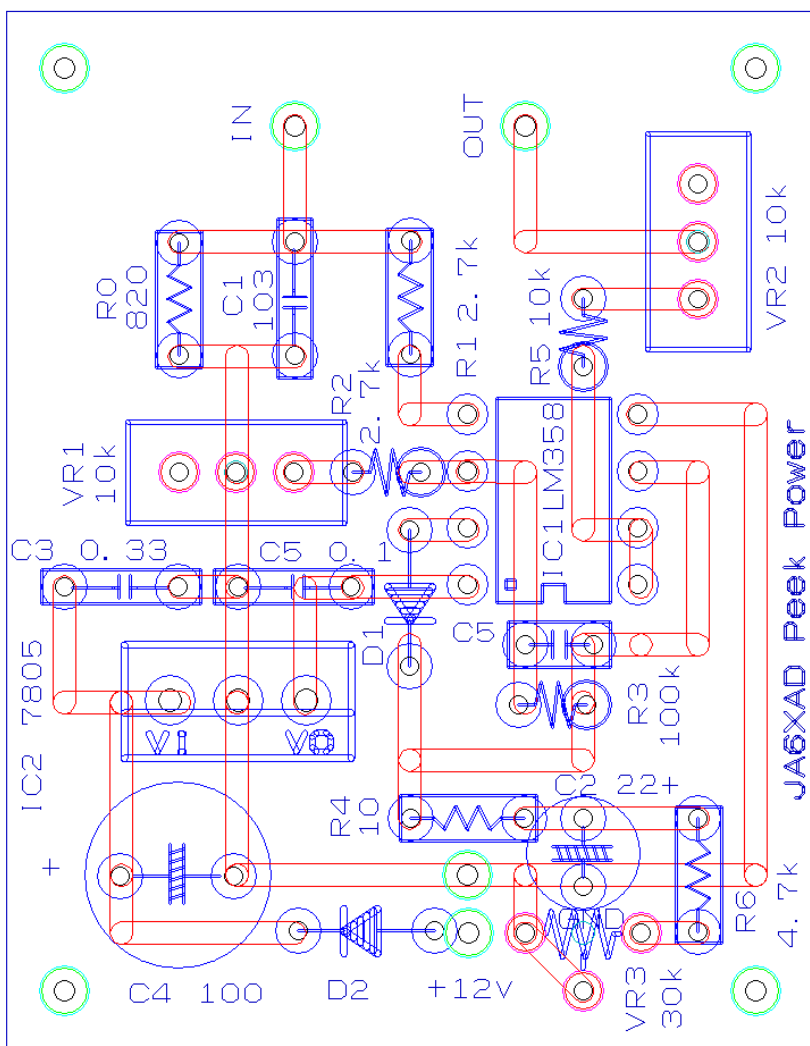 IN
OUT
R0
820
C1
103
R1 2.7k
R5 10k
VR2 10k
R2
2.7k
VR1
10k
IC1LM358
C3 0.33
C5 0.1
D1
C5
IC2 7805
Vi
VO
R3
100k
JA6XAD Peek Power
R4
10
C2 22+
+
GND
R6
4.7k
C4 100
D2
+12V
VR3
30k